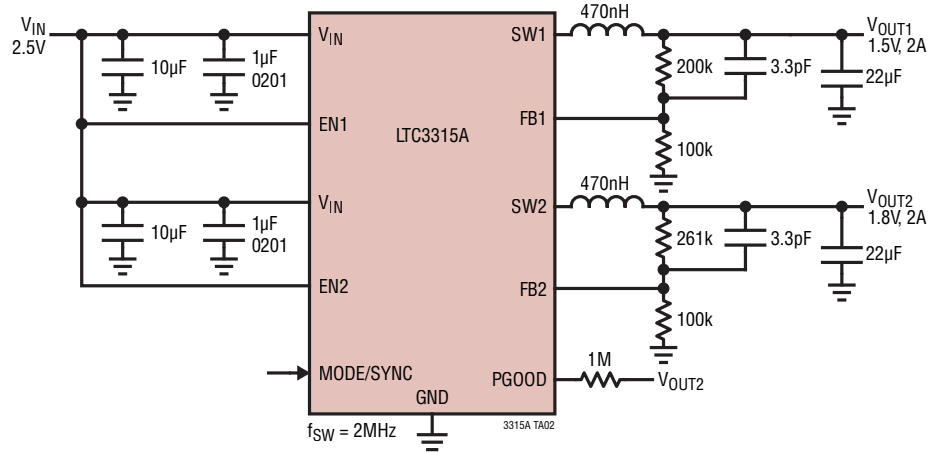 VIN
2.5V
10µF
1µF
0201
VIN
EN1
LTC3315A
SW1
FB1
470nH
200k
3.3pF
22µF
100k
VOUT1
1.5V, 2A
10µF
1µF
0201
VIN
EN2
SW2
FB2
470nH
261k
3.3pF
22µF
100k
VOUT2
1.8V, 2A
MODE/SYNC
GND
PGOOD
1M
VOUT2
fSW = 2MHz
3315A TA02